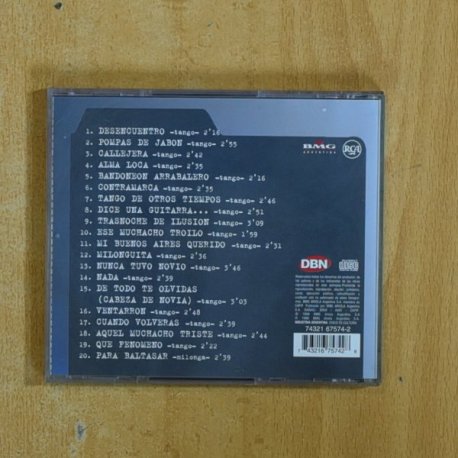 1. DESENCUENTRO -tango- 2'16
2. POMPAS DE JABON -tango- 2'55
3. CALLEJERA -tango- 2'42
4. ALMA LOCA -tango- 2'35
5. BANDONEON ARRABALERO -tango- 2'16
6. CONTRAMARCA -tango- 2'35
7. TANGO DE OTROS TIEMPOS -tango- 2'46
8. DICE UNA GUITARRA... -tango- 2'51
9. TRASNOCHE DE ILUSION -tango- 3'09
10. ESE MUCHACHO TROILO -tango- 1'59
11. MI BUENOS AIRES QUERIDO -tango- 2'31
12. MILONGUITA -tango- 2'36
13. NUNCA TUVO NOVIO -tango- 3'46
14. NADA -tango- 2'39
15. DE TODO TE OLVIDAS
(CABEZA DE NOVIA) -tango- 3'03
16. VENTARRON -tango- 2'48
17. CUANDO VOLVERAS -tango- 2'39
18. AQUEL MUCHACHO TRISTE -tango- 2'44
19. QUE FENOMENO -tango- 2'22
20. PARA BALTASAR -milonga- 2'39
BMG
RCA
DBN
74321 67574-2
7 43216 75742